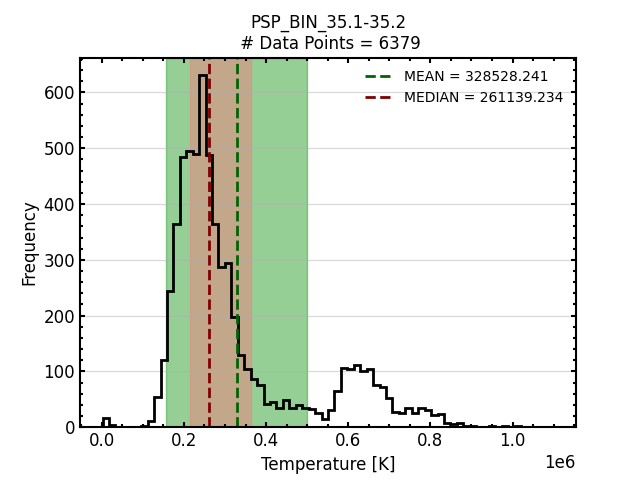 PSP_BIN_35.1-35.2
# Data Points = 6379
MEAN = 328528.241
MEDIAN = 261139.234
600
500
400
300
200
100
0
Frequency
0.0 0.2 0.4 0.6 0.8 1.0
Temperature [K]
1e6